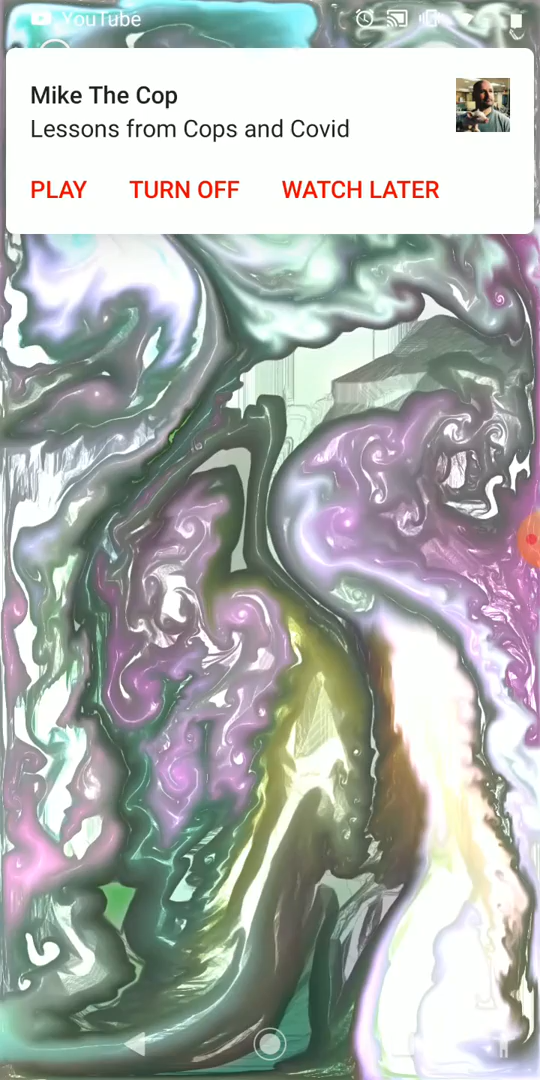 YouTube
Mike The Cop
Lessons from Cops and Covid
PLAY TURN OFF WATCH LATER